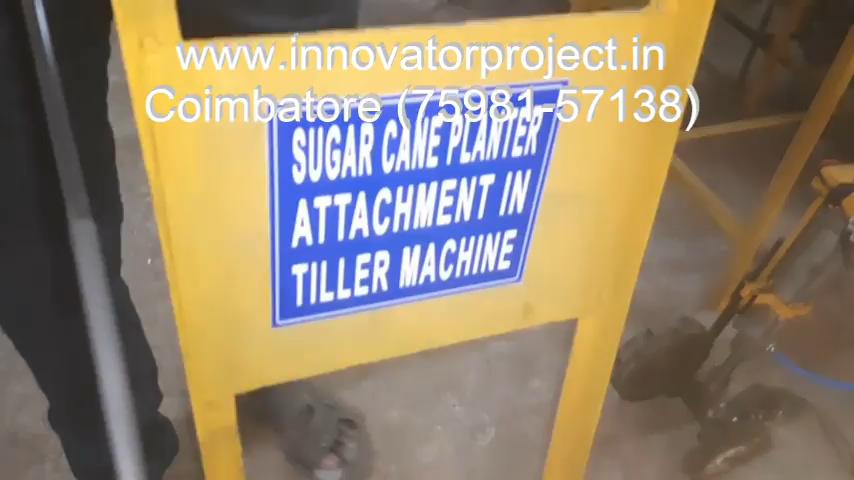 www.innovatorproject.in
Coimbatore (75981-57138)
SUGAR CANE PLANTER
ATTACHMENT IN
TILLER MACHINE